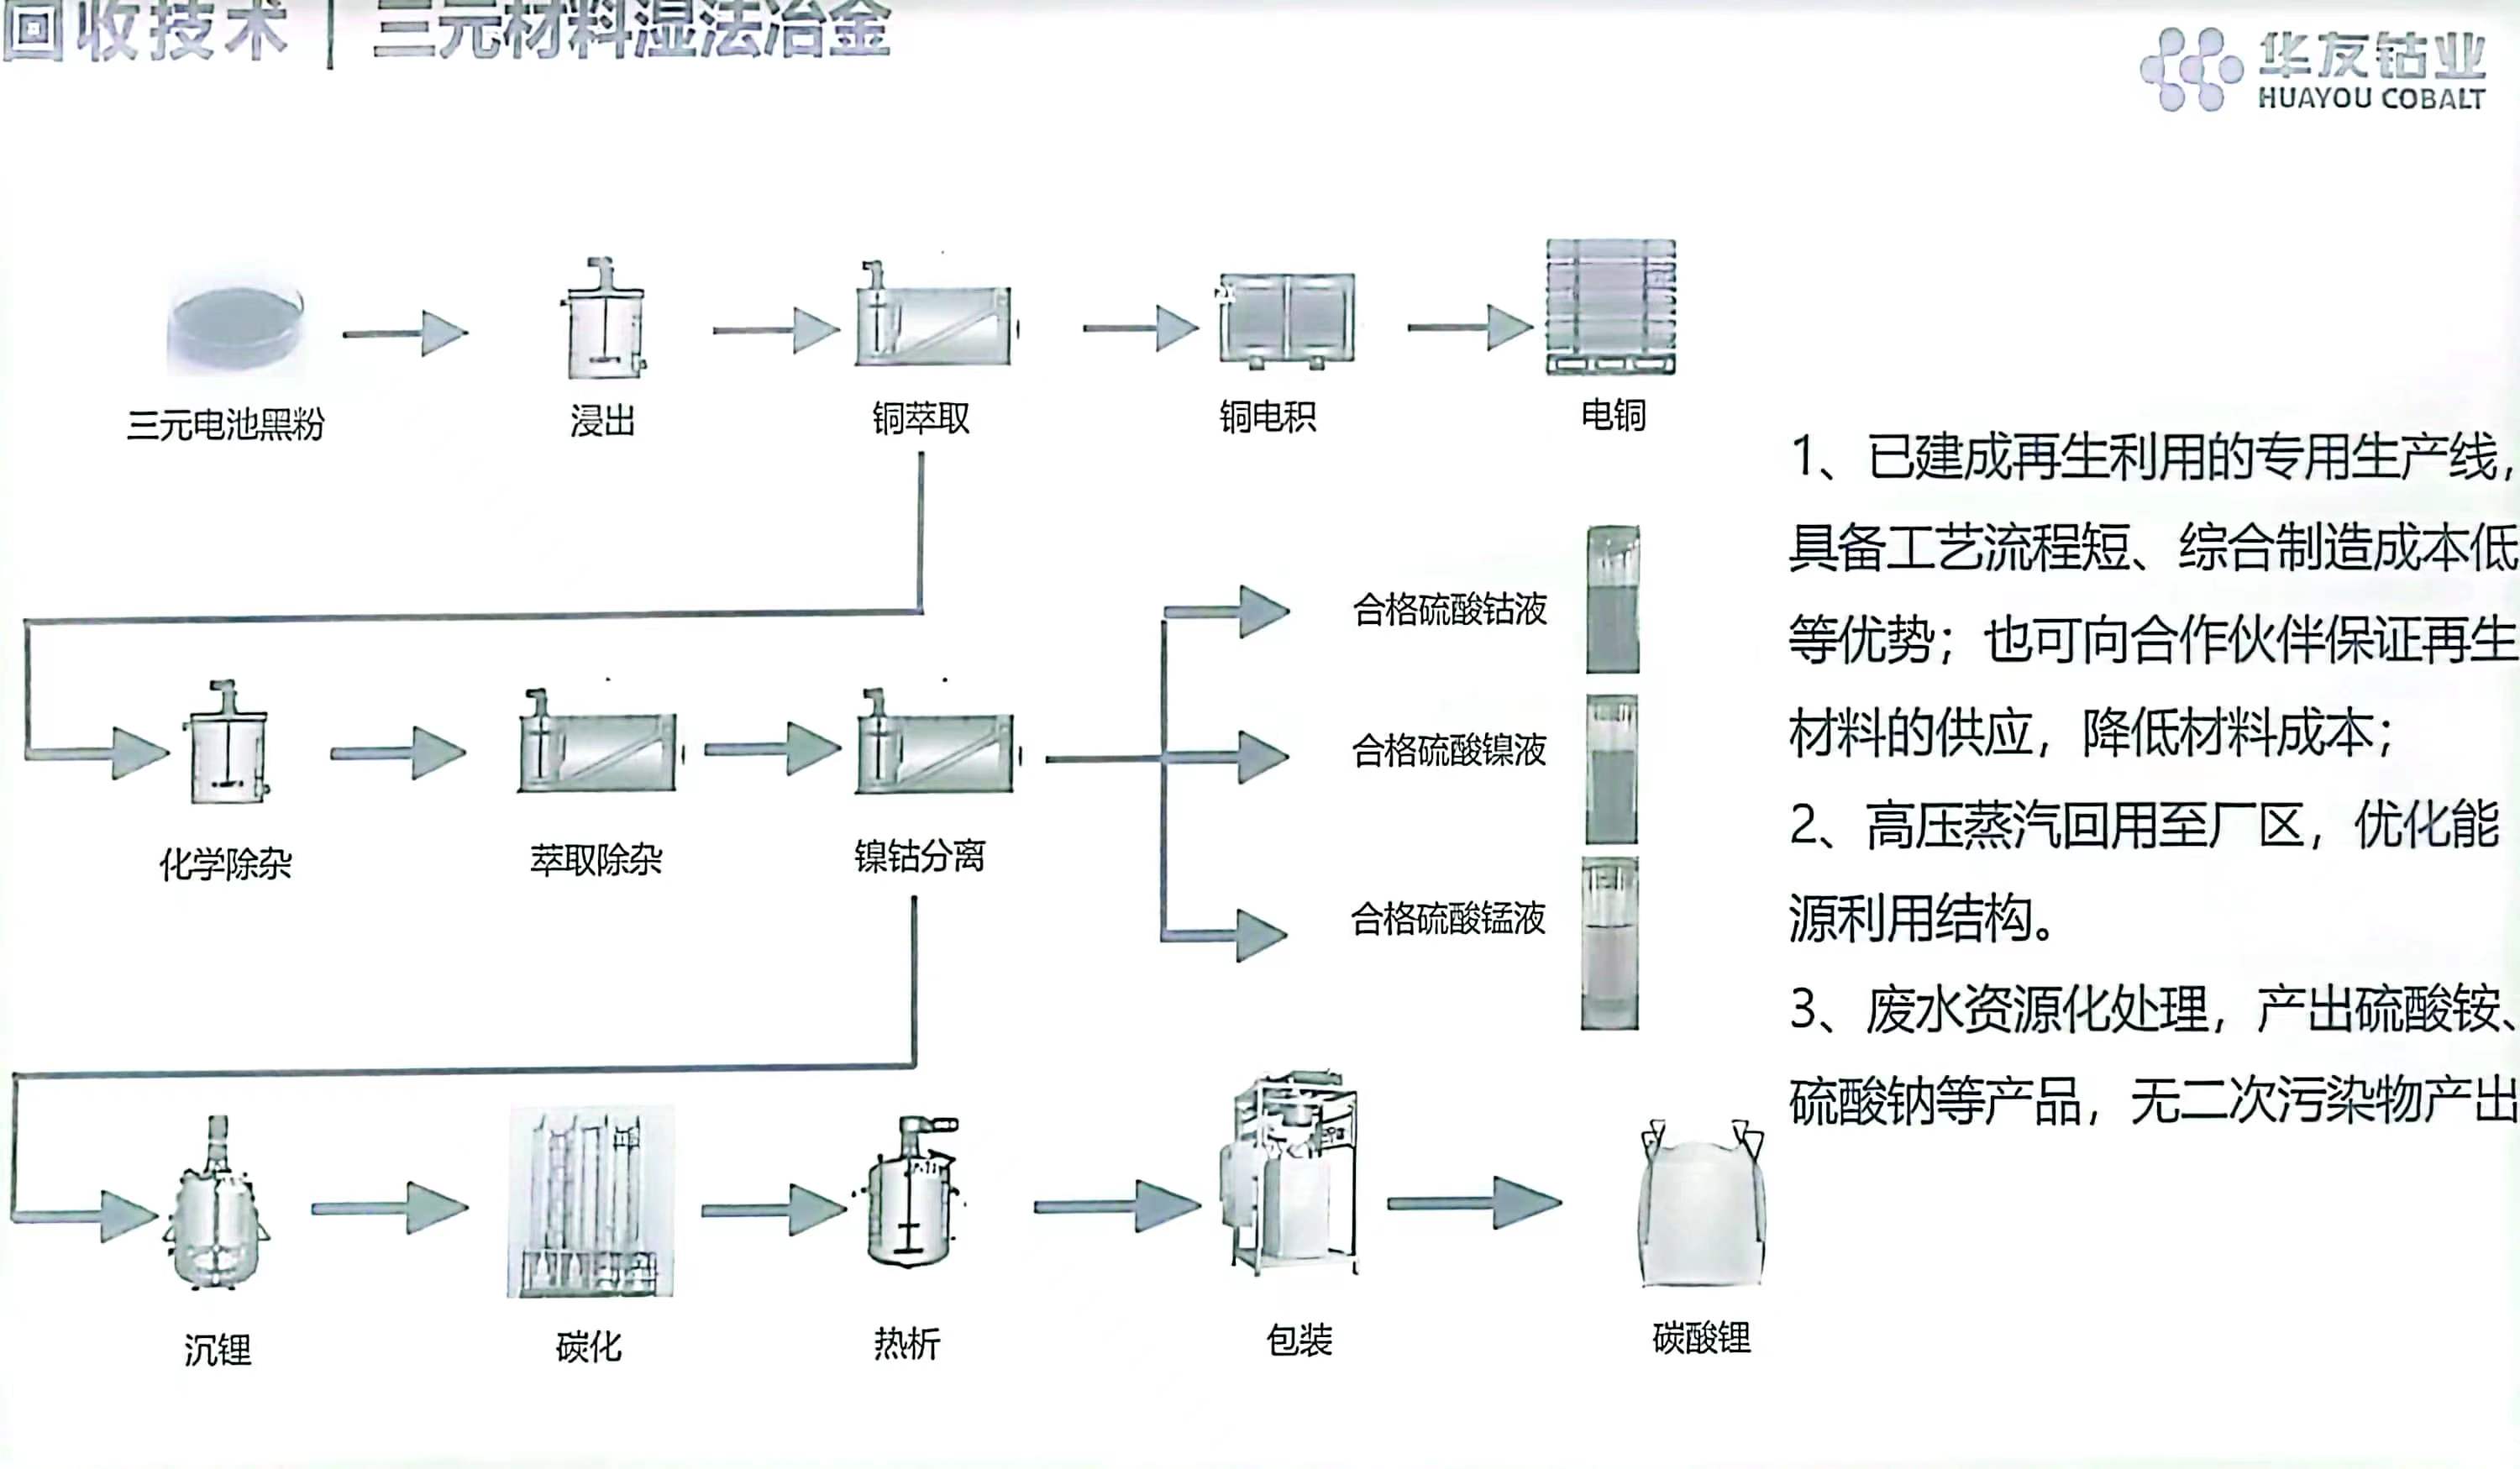 回收技术 | 三元材料湿法冶金
华友钴业
HUAYOU COBALT
三元电池黑粉
浸出
铜萃取
铜电积
电铜
合格硫酸钴液
合格硫酸镍液
合格硫酸锰液
化学除杂
萃取除杂
镍钴分离
沉锂
碳化
热析
包装
碳酸锂
1、已建成再生利用的专用生产线，
具备工艺流程短、综合制造成本低
等优势；也可向合作伙伴保证再生
材料的供应，降低材料成本；
2、高压蒸汽回用至厂区，优化能
源利用结构。
3、废水资源化处理，产出硫酸铵、
硫酸钠等产品，无二次污染物产出